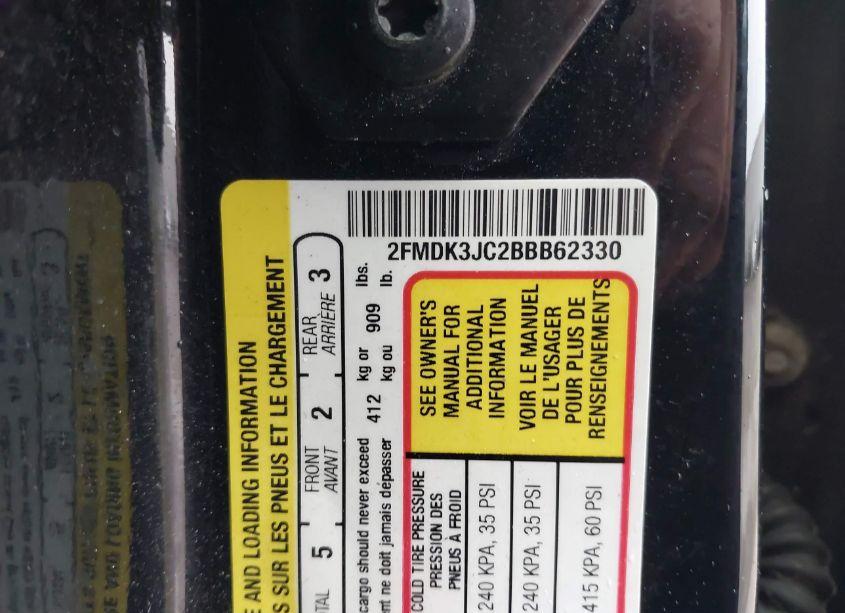 2FMDK3JC2BBB62330
E AND LOADING INFORMATION
S SUR LES PNEUS ET LE CHARGEMENT
TAL 5 FRONT 2 REAR 3
AVANT ARRIÈRE
cargo should never exceed 412 kg or 909 lbs.
nt ne doit jamais dépasser kg ou lb.
COLD TIRE PRESSURE
PRESSION DES
PNEUS À FROID
240 KPA, 35 PSI
240 KPA, 35 PSI
415 KPA, 60 PSI
SEE OWNER'S
MANUAL FOR
ADDITIONAL
INFORMATION
VOIR LE MANUEL
DE L'USAGER
POUR PLUS DE
RENSEIGNEMENTS